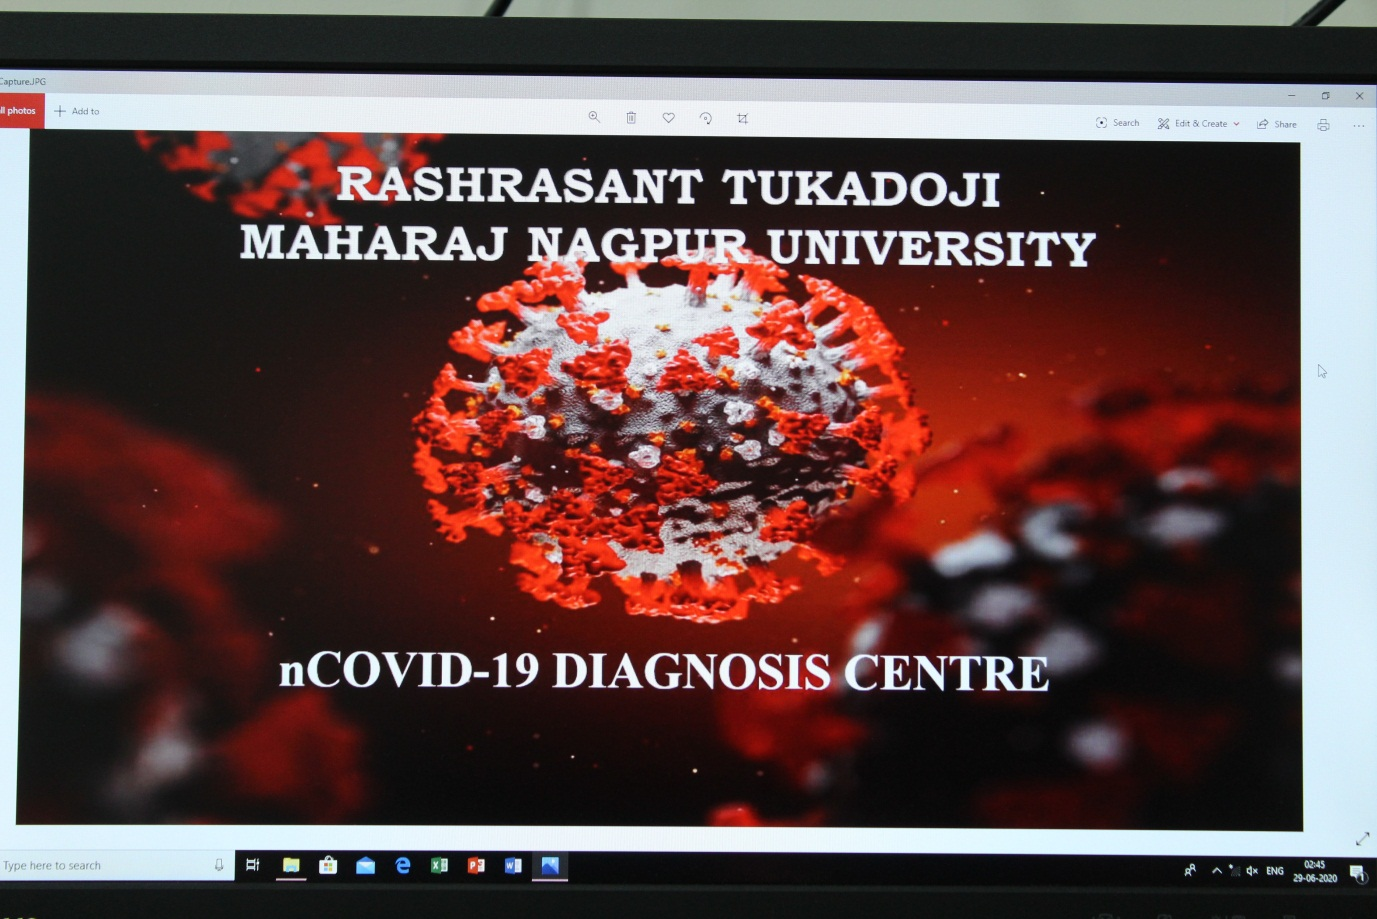 Capture.JPG
ll photos
Add to
Search
Edit & Create
Share
RASHRASANT TUKADOJI
MAHARAJ NAGPUR UNIVERSITY
nCOVID-19 DIAGNOSIS CENTRE
Type here to search
ENG
02:45
29-06-2020
1